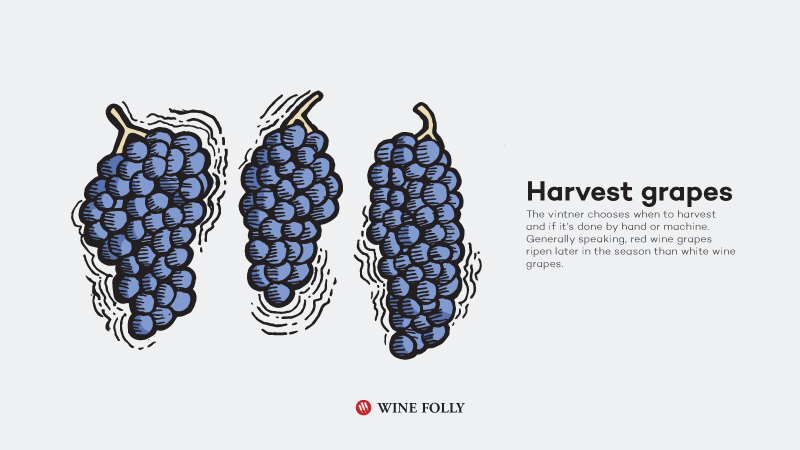 Harvest grapes
The vintner chooses when to harvest
and if it's done by hand or machine.
Generally speaking, red wine grapes
ripen later in the season than white wine
grapes.
WINE FOLLY